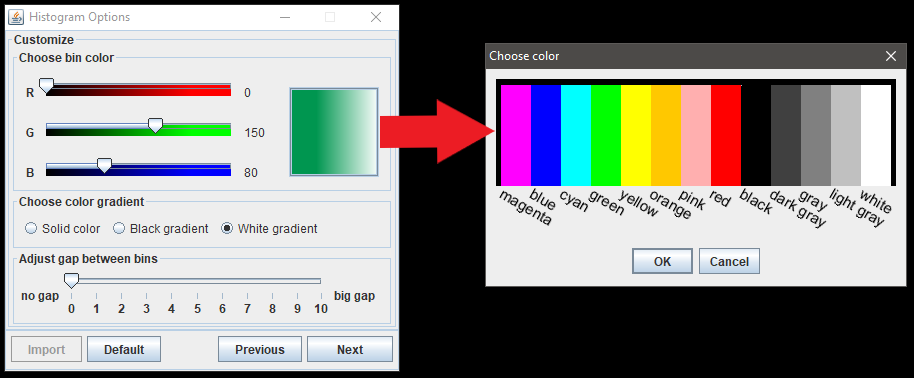 Histogram Options
Customize
Choose bin color
R 0
G 150
B 80
Choose color gradient
Solid color Black gradient White gradient
Adjust gap between bins
no gap big gap
0 1 2 3 4 5 6 7 8 9 10
Import Default Previous Next
Choose color
magenta blue cyan green yellow orange pink red black dark gray gray light gray white
OK Cancel